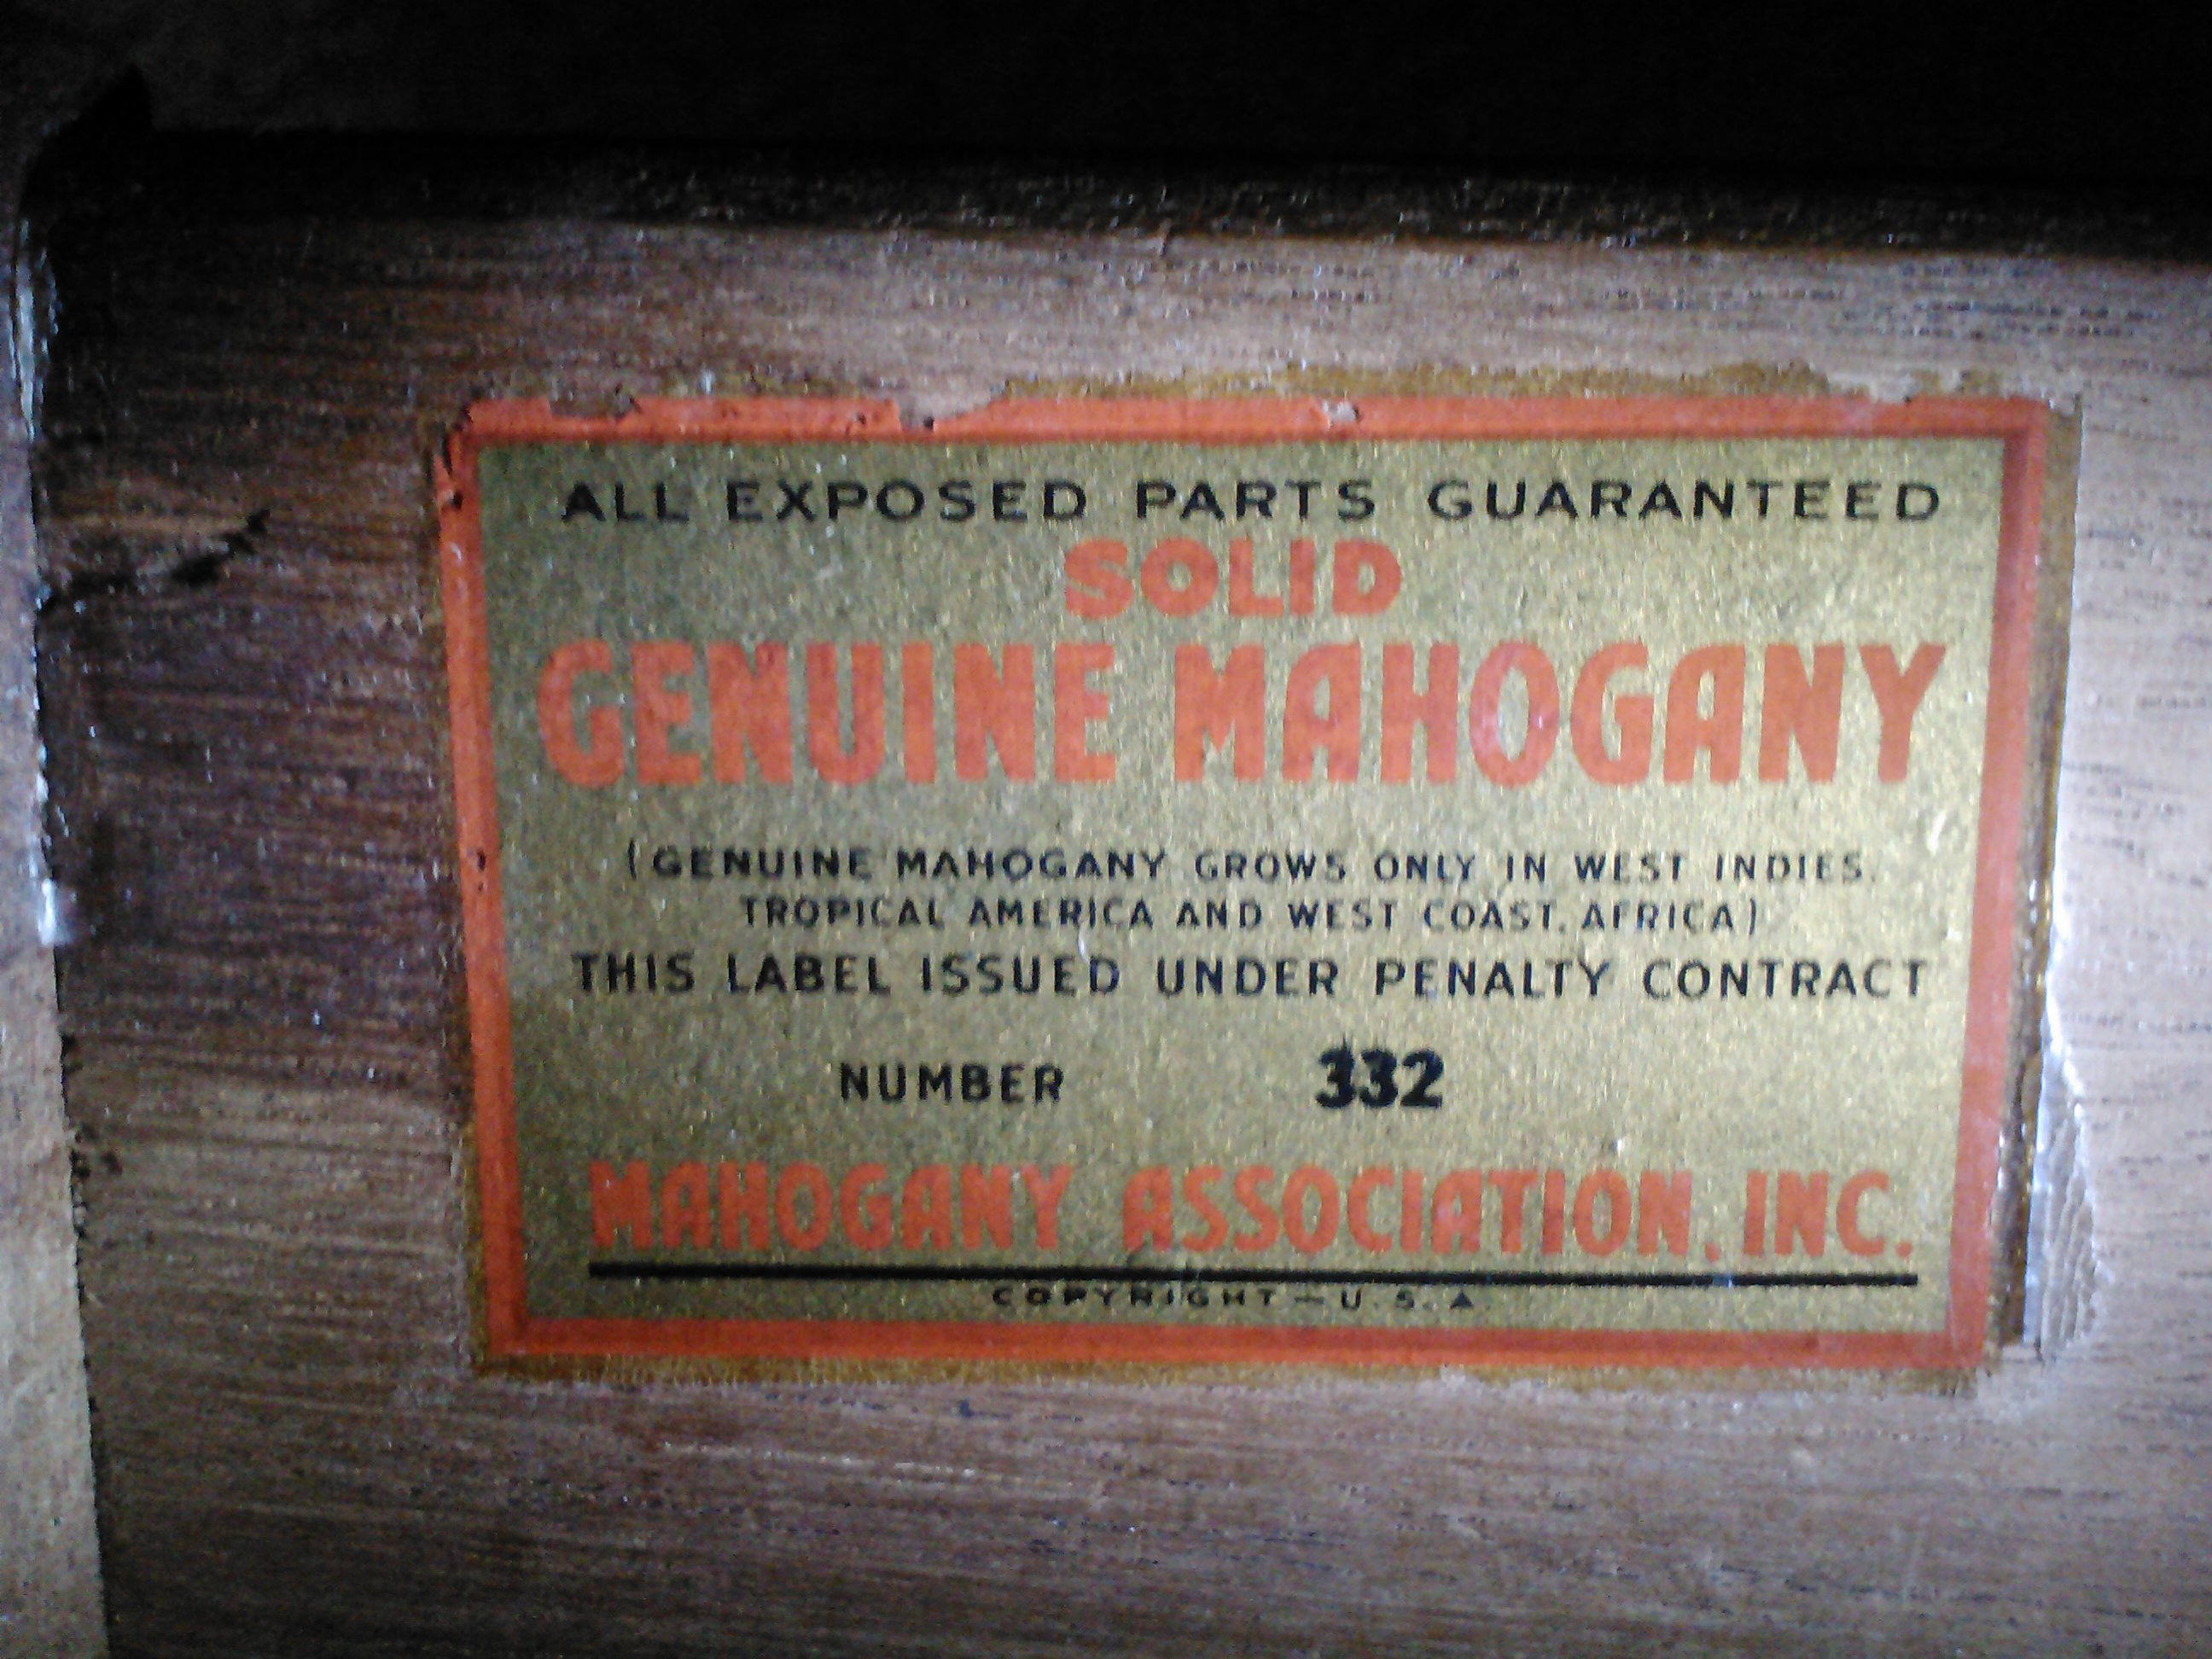 ALL EXPOSED PARTS GUARANTEED
SOLID
GENUINE MAHOGANY
(GENUINE MAHOGANY GROWS ONLY IN WEST INDIES.
TROPICAL AMERICA AND WEST COAST, AFRICA)
THIS LABEL ISSUED UNDER PENALTY CONTRACT
NUMBER 332
MAHOGANY ASSOCIATION, INC.
COPYRIGHT — U.S.A.